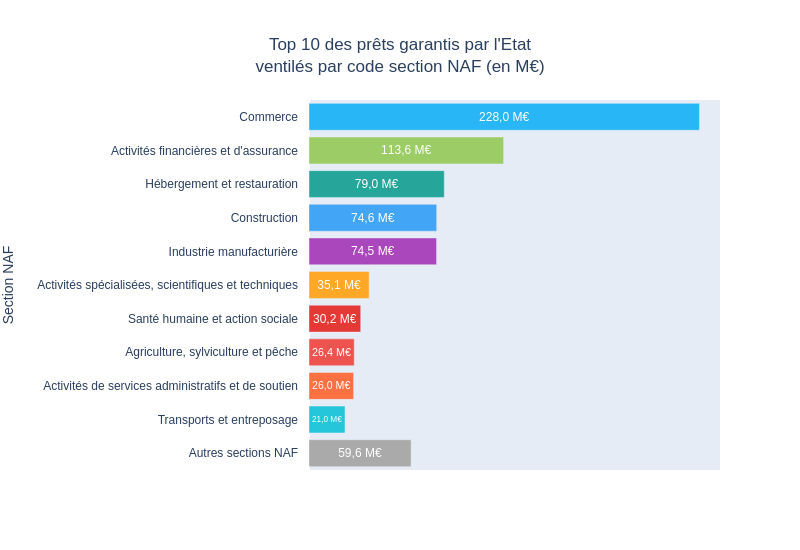 Top 10 des prêts garantis par l'Etat
ventilés par code section NAF (en M€)
Section NAF
Commerce 228,0 M€
Activités financières et d'assurance 113,6 M€
Hébergement et restauration 79,0 M€
Construction 74,6 M€
Industrie manufacturière 74,5 M€
Activités spécialisées, scientifiques et techniques 35,1 M€
Santé humaine et action sociale 30,2 M€
Agriculture, sylviculture et pêche 26,4 M€
Activités de services administratifs et de soutien 26,0 M€
Transports et entreposage 21,0 M€
Autres sections NAF 59,6 M€